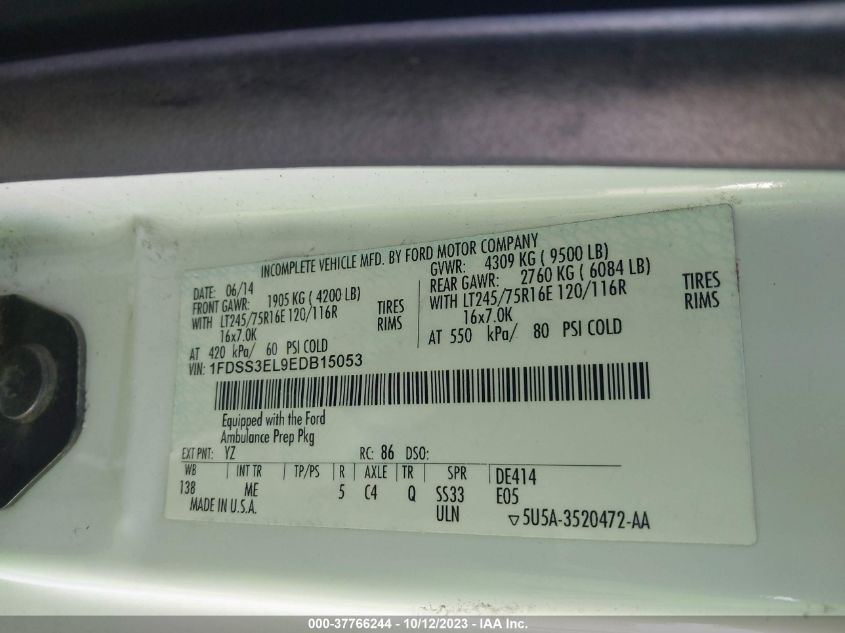 INCOMPLETE VEHICLE MFD. BY FORD MOTOR COMPANY
DATE: 06/14
GVWR: 4309 KG ( 9500 LB)
FRONT GAWR: 1905 KG ( 4200 LB)
REAR GAWR: 2760 KG ( 6084 LB)
WITH LT245/75R16E 120/116R TIRES
WITH LT245/75R16E 120/116R TIRES
16x7.0K RIMS
16x7.0K RIMS
AT 420 kPa/ 60 PSI COLD
AT 550 kPa/ 80 PSI COLD
VIN: 1FDSS3EL9EDB15053
Equipped with the Ford
Ambulance Prep Pkg
EXT PNT: YZ RC: 86 DSO:
WB INT TR TP/PS R AXLE TR SPR DE414
138 ME 5 C4 Q SS33 E05
MADE IN U.S.A. ULN ▽5U5A-3520472-AA
000-37766244 - 10/12/2023 - IAA Inc.